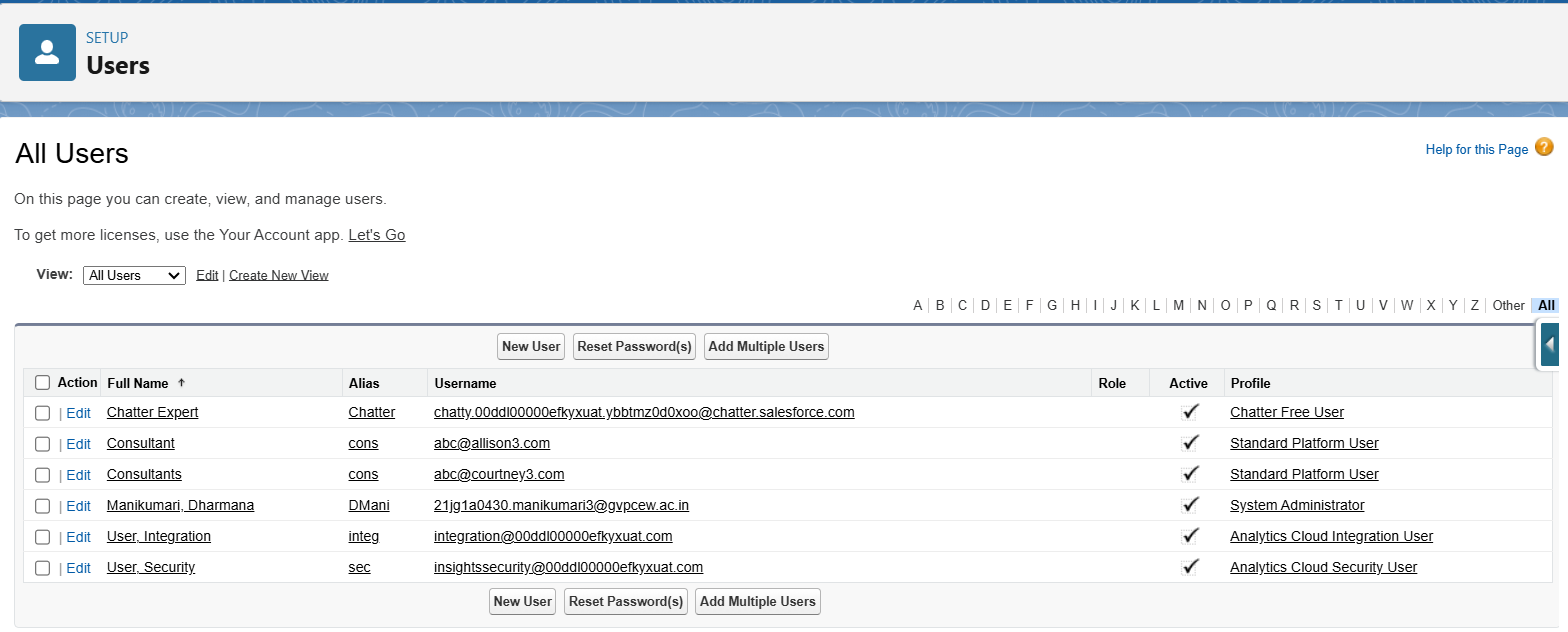 SETUP
Users
All Users
Help for this Page ?
On this page you can create, view, and manage users.
To get more licenses, use the Your Account app. Let's Go
View: All Users Edit | Create New View
A | B | C | D | E | F | G | H | I | J | K | L | M | N | O | P | Q | R | S | T | U | V | W | X | Y | Z | Other | All
New User Reset Password(s) Add Multiple Users
Action Full Name ↑ Alias Username Role Active Profile
| Edit Chatter Expert Chatter chatty.00ddl00000efkyxuat.ybbtmz0d0xoo@chatter.salesforce.com Chatter Free User
| Edit Consultant cons abc@allison3.com Standard Platform User
| Edit Consultants cons abc@courtney3.com Standard Platform User
| Edit Manikumari, Dharmana DMani 21jg1a0430.manikumari3@gvpcew.ac.in System Administrator
| Edit User, Integration integ integration@00ddl00000efkyxuat.com Analytics Cloud Integration User
| Edit User, Security sec insightssecurity@00ddl00000efkyxuat.com Analytics Cloud Security User
New User Reset Password(s) Add Multiple Users